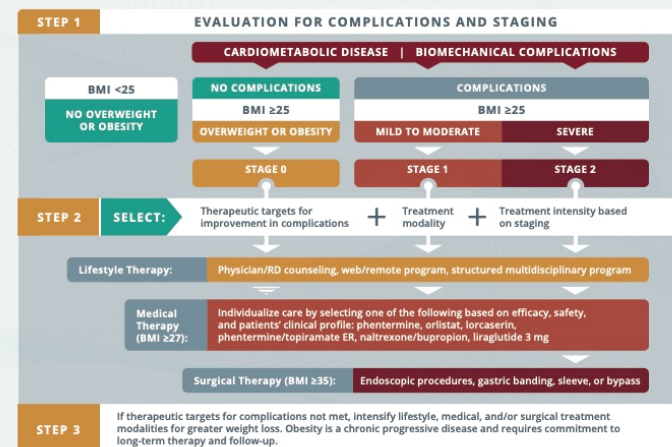 STEP 1
EVALUATION FOR COMPLICATIONS AND STAGING
CARDIOMETABOLIC DISEASE | BIOMECHANICAL COMPLICATIONS
BMI <25
NO OVERWEIGHT
OR OBESITY
NO COMPLICATIONS
BMI ≥25
OVERWEIGHT OR OBESITY
COMPLICATIONS
BMI ≥25
MILD TO MODERATE
SEVERE
STAGE 0
STAGE 1
STAGE 2
STEP 2
SELECT:
Therapeutic targets for
improvement in complications
+
Treatment
modality
+
Treatment intensity based
on staging
Lifestyle Therapy:
Physician/RD counseling, web/remote program, structured multidisciplinary program
Medical
Therapy
(BMI ≥27):
Individualize care by selecting one of the following based on efficacy, safety,
and patients' clinical profile: phentermine, orlistat, lorcaserin,
phentermine/topiramate ER, naltrexone/bupropion, liraglutide 3 mg
Surgical Therapy (BMI ≥35):
Endoscopic procedures, gastric banding, sleeve, or bypass
STEP 3
If therapeutic targets for complications not met, intensify lifestyle, medical, and/or surgical treatment
modalities for greater weight loss. Obesity is a chronic progressive disease and requires commitment to
long-term therapy and follow-up.